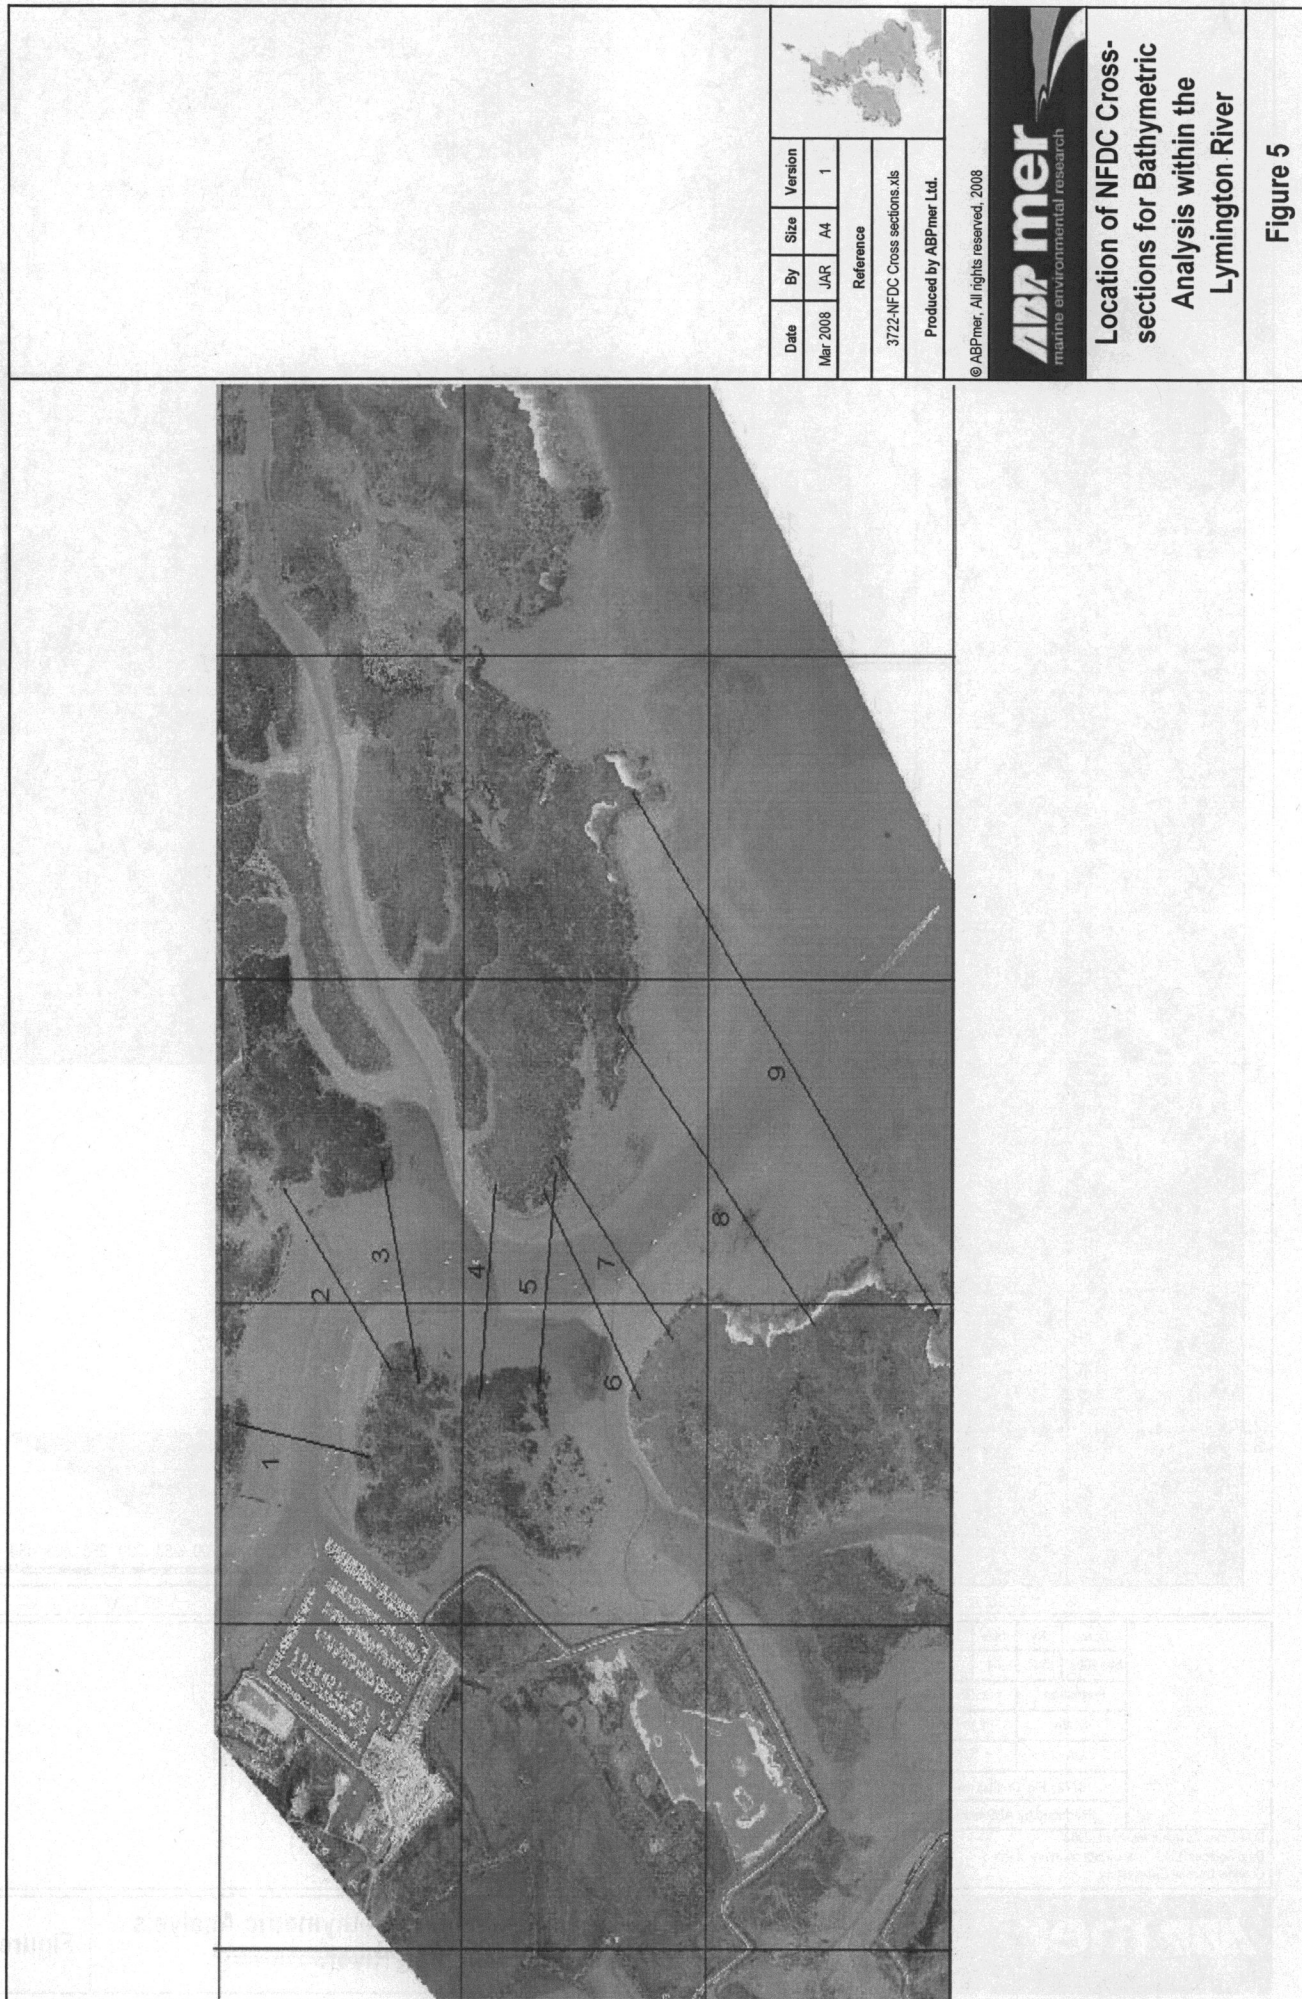 1
2
3
4
5
6
7
8
9
Date By Size Version
Mar 2008 JAR A4 1
Reference
3722-NFDC Cross sections.xls
Produced by ABPmer Ltd.
© ABPmer, All rights reserved, 2008
ABP mer
marine environmental research
Location of NFDC Cross-
sections for Bathymetric
Analysis within the
Lymington River
Figure 5